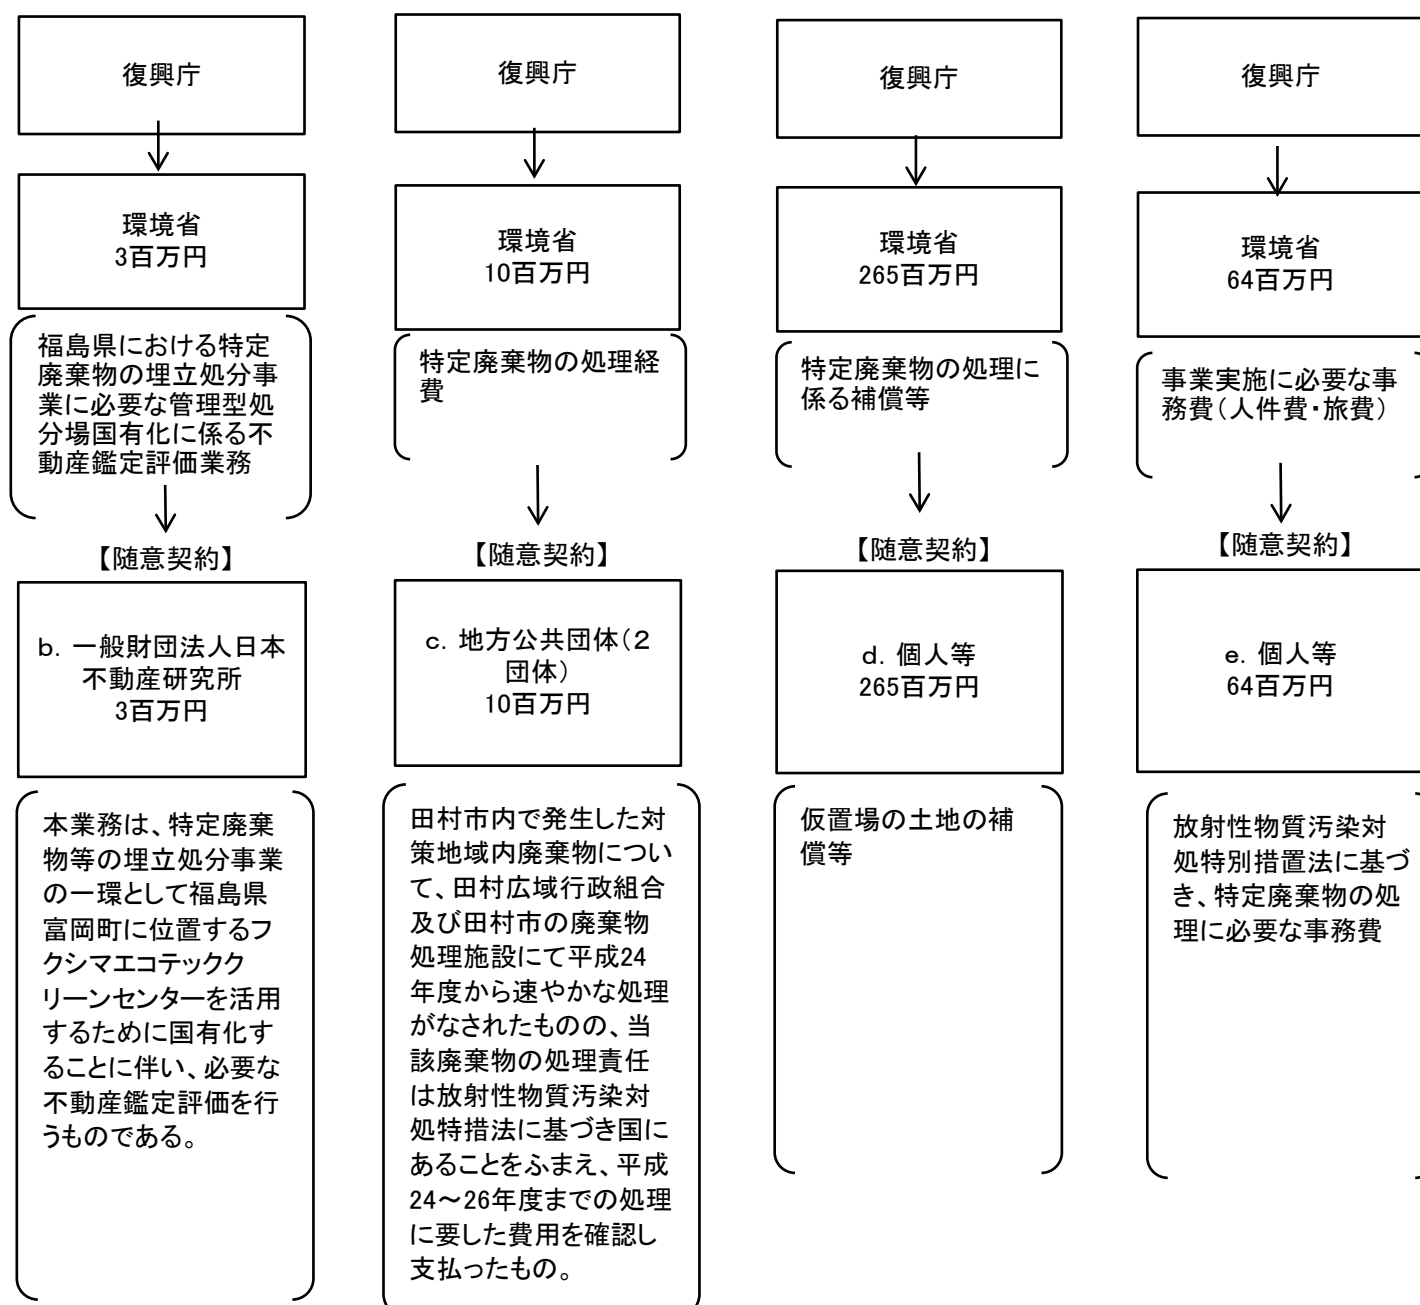 復興庁
環境省
3百万円
福島県における特定
廃棄物の埋立処分事
業に必要な管理型処
分場国有化に係る不
動産鑑定評価業務
【随意契約】
b. 一般財団法人日本
不動産研究所
3百万円
本業務は、特定廃棄
物等の埋立処分事業
の一環として福島県
富岡町に位置するフ
クシマエコテックク
リーンセンターを活用
するために国有化す
ることに伴い、必要な
不動産鑑定評価を行
うものである。
復興庁
環境省
10百万円
特定廃棄物の処理経
費
【随意契約】
c. 地方公共団体(2
団体)
10百万円
田村市内で発生した対
策地域内廃棄物につい
て、田村広域行政組合
及び田村市の廃棄物
処理施設にて平成24
年度から速やかな処理
がなされたものの、当
該廃棄物の処理責任
は放射性物質汚染対
処特措法に基づき国に
あることをふまえ、平成
24～26年度までの処理
に要した費用を確認し
支払ったもの。
復興庁
環境省
265百万円
特定廃棄物の処理に
係る補償等
【随意契約】
d. 個人等
265百万円
仮置場の土地の補
償等
復興庁
環境省
64百万円
事業実施に必要な事
務費(人件費・旅費)
【随意契約】
e. 個人等
64百万円
放射性物質汚染対
処特別措置法に基づ
き、特定廃棄物の処
理に必要な事務費